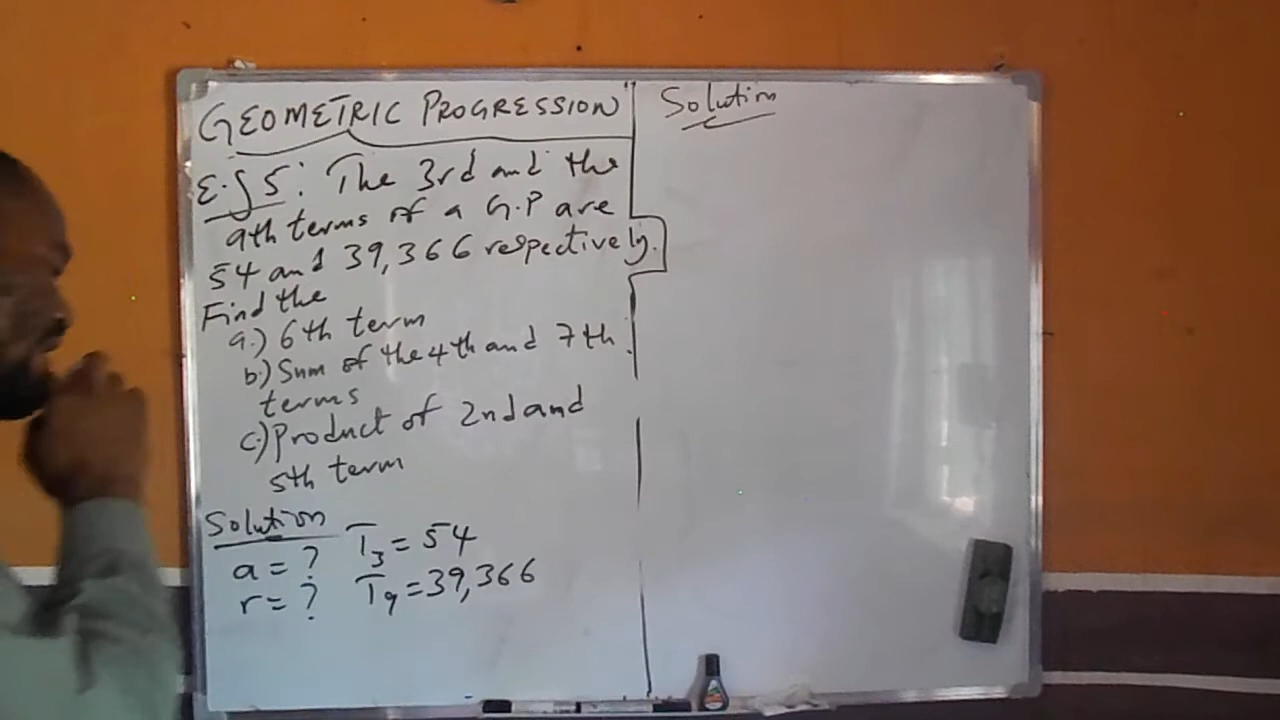 GEOMETRIC PROGRESSION
E.g 5: The 3rd and the
9th terms of a G.P are
54 and 39,366 respectively.
Find the
a.) 6th term
b.) Sum of the 4th and 7th
terms
c.) Product of 2nd and
5th term
Solution
a = ? T3 = 54
r = ? T9 = 39,366
Solution